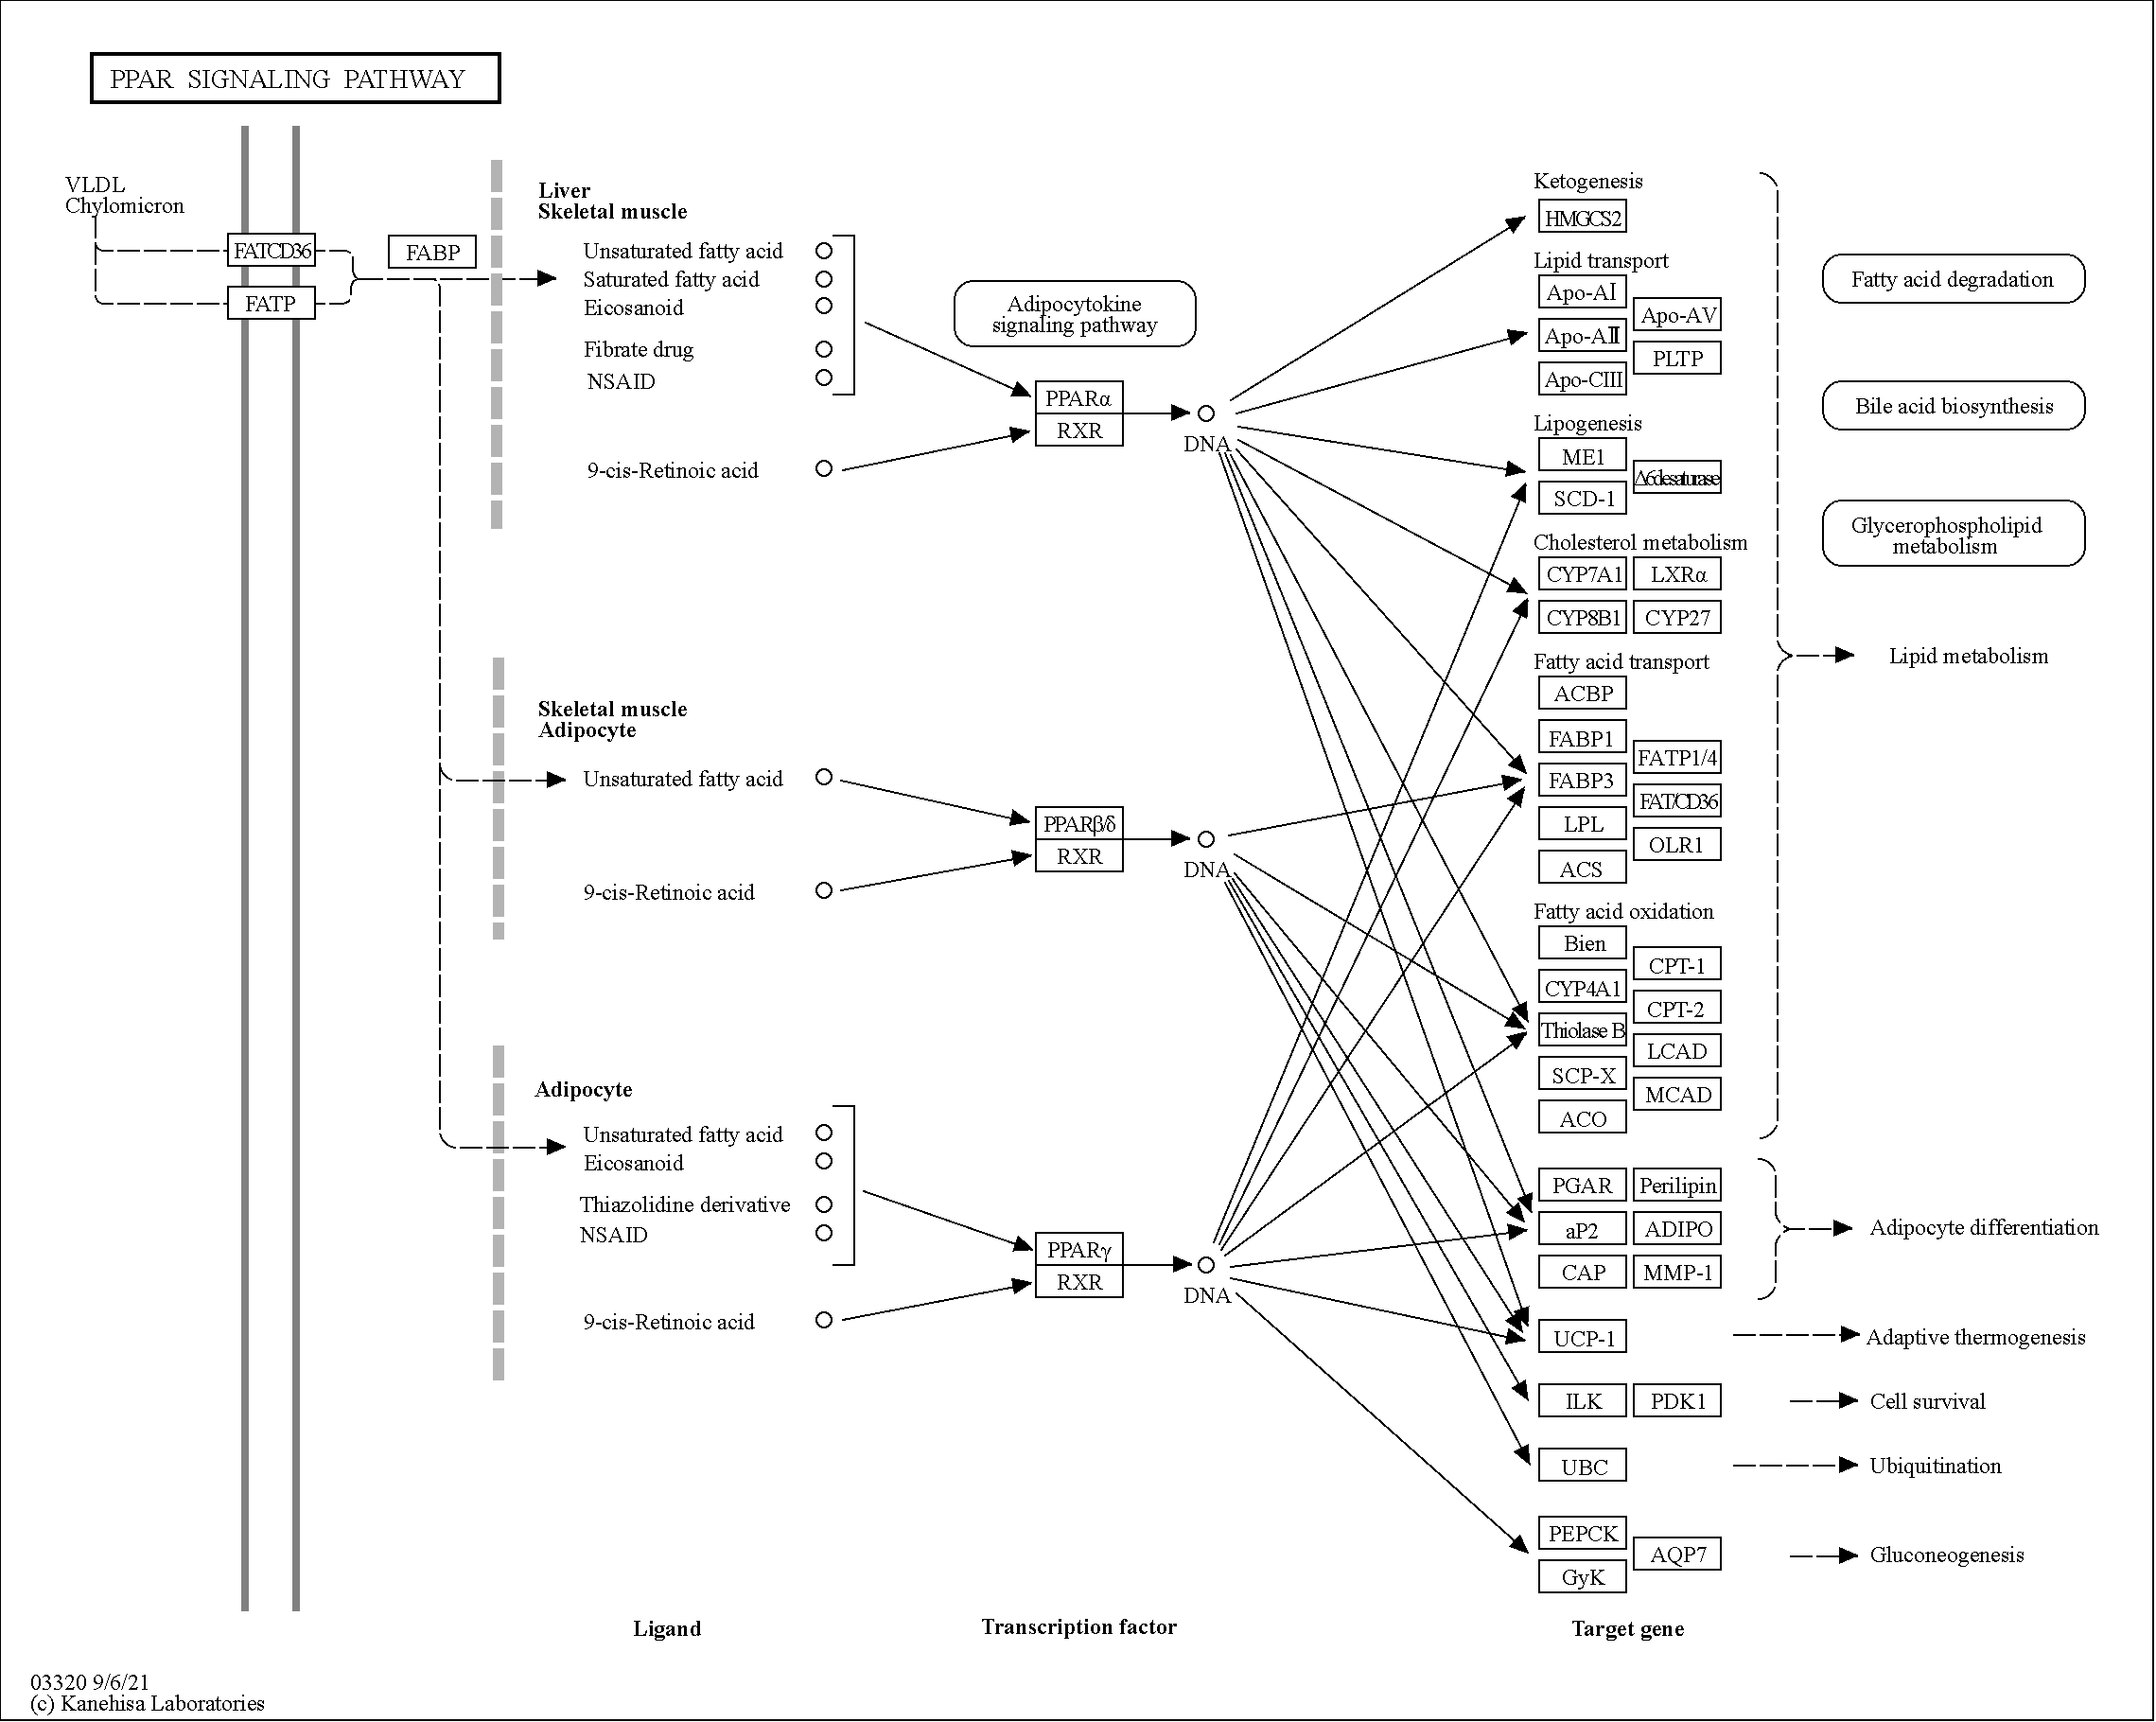 PPAR SIGNALING PATHWAY
VLDL
Chylomicron
FATCD36
FATP
FABP
Liver
Skeletal muscle
Unsaturated fatty acid
Saturated fatty acid
Eicosanoid
Fibrate drug
NSAID
9-cis-Retinoic acid
Adipocytokine
signaling pathway
PPARα
RXR
DNA
Skeletal muscle
Adipocyte
Unsaturated fatty acid
9-cis-Retinoic acid
PPARβ/δ
RXR
DNA
Adipocyte
Unsaturated fatty acid
Eicosanoid
Thiazolidine derivative
NSAID
9-cis-Retinoic acid
PPARγ
RXR
DNA
Ketogenesis
HMGCS2
Lipid transport
Apo-AI
Apo-AV
Apo-AII
PLTP
Apo-CIII
Lipogenesis
ME1
Δ6desaturase
SCD-1
Cholesterol metabolism
CYP7A1
LXRα
CYP8B1
CYP27
Fatty acid transport
ACBP
FABP1
FATP1/4
FABP3
FAT/CD36
LPL
OLR1
ACS
Fatty acid oxidation
Bien
CPT-1
CYP4A1
CPT-2
Thiolase B
LCAD
SCP-X
MCAD
ACO
PGAR
Perilipin
aP2
ADIPO
CAP
MMP-1
UCP-1
ILK
PDK1
UBC
PEPCK
AQP7
GyK
Fatty acid degradation
Bile acid biosynthesis
Glycerophospholipid
metabolism
Lipid metabolism
Adipocyte differentiation
Adaptive thermogenesis
Cell survival
Ubiquitination
Gluconeogenesis
Ligand
Transcription factor
Target gene
03320 9/6/21
(c) Kanehisa Laboratories